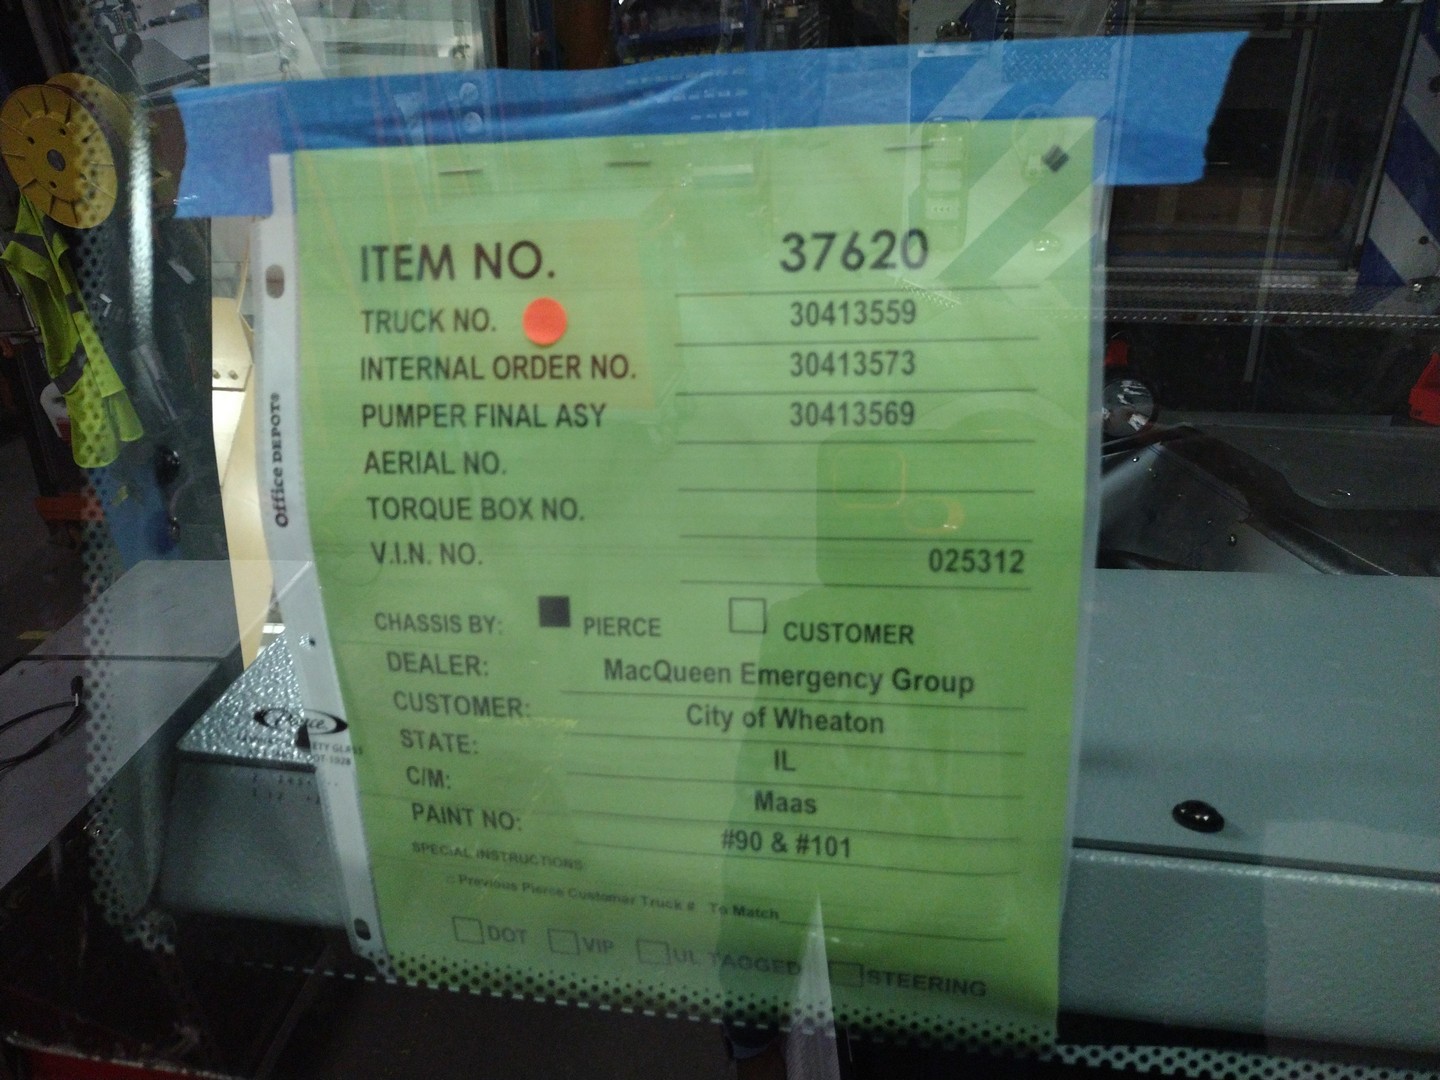 ITEM NO. 37620
TRUCK NO. 30413559
INTERNAL ORDER NO. 30413573
PUMPER FINAL ASY 30413569
AERIAL NO.
TORQUE BOX NO.
V.I.N. NO. 025312
CHASSIS BY: PIERCE CUSTOMER
DEALER: MacQueen Emergency Group
CUSTOMER: City of Wheaton
STATE: IL
C/M: Maas
PAINT NO: #90 & #101
SPECIAL INSTRUCTIONS
Previous Pierce Customer Truck # To Match
DOT VIP UL TAGGED STEERING
Office DEPOT®
Pierce